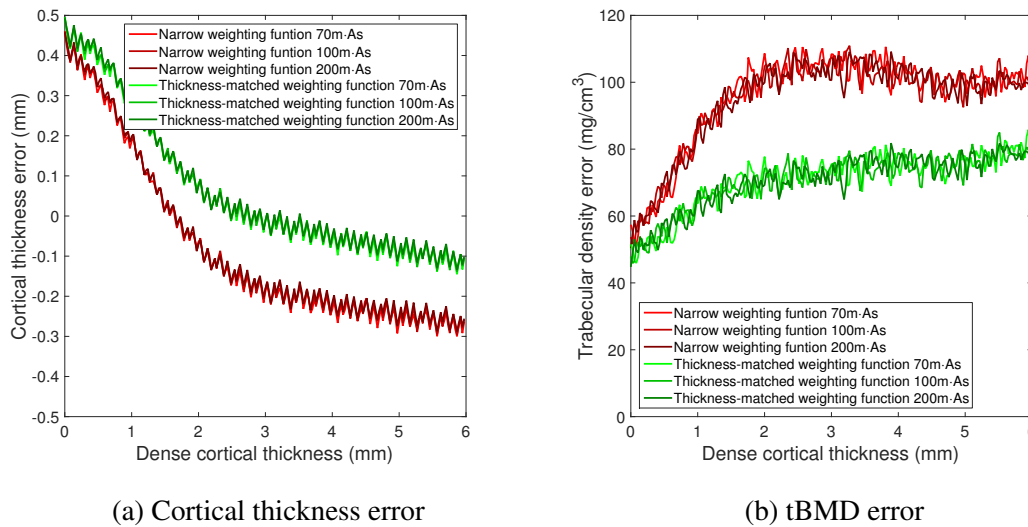 0.5
0.4
0.3
0.2
0.1
0
-0.1
-0.2
-0.3
-0.4
-0.5
Cortical thickness error (mm)
Narrow weighting funtion 70m·As
Narrow weighting funtion 100m·As
Narrow weighting funtion 200m·As
Thickness-matched weighting function 70m·As
Thickness-matched weighting function 100m·As
Thickness-matched weighting function 200m·As
0 1 2 3 4 5 6
Dense cortical thickness (mm)
(a) Cortical thickness error
120
100
80
60
40
20
0
Trabecular density error (mg/cm³)
Narrow weighting funtion 70m·As
Narrow weighting funtion 100m·As
Narrow weighting funtion 200m·As
Thickness-matched weighting function 70m·As
Thickness-matched weighting function 100m·As
Thickness-matched weighting function 200m·As
0 1 2 3 4 5
Dense cortical thickness (mm)
(b) tBMD error